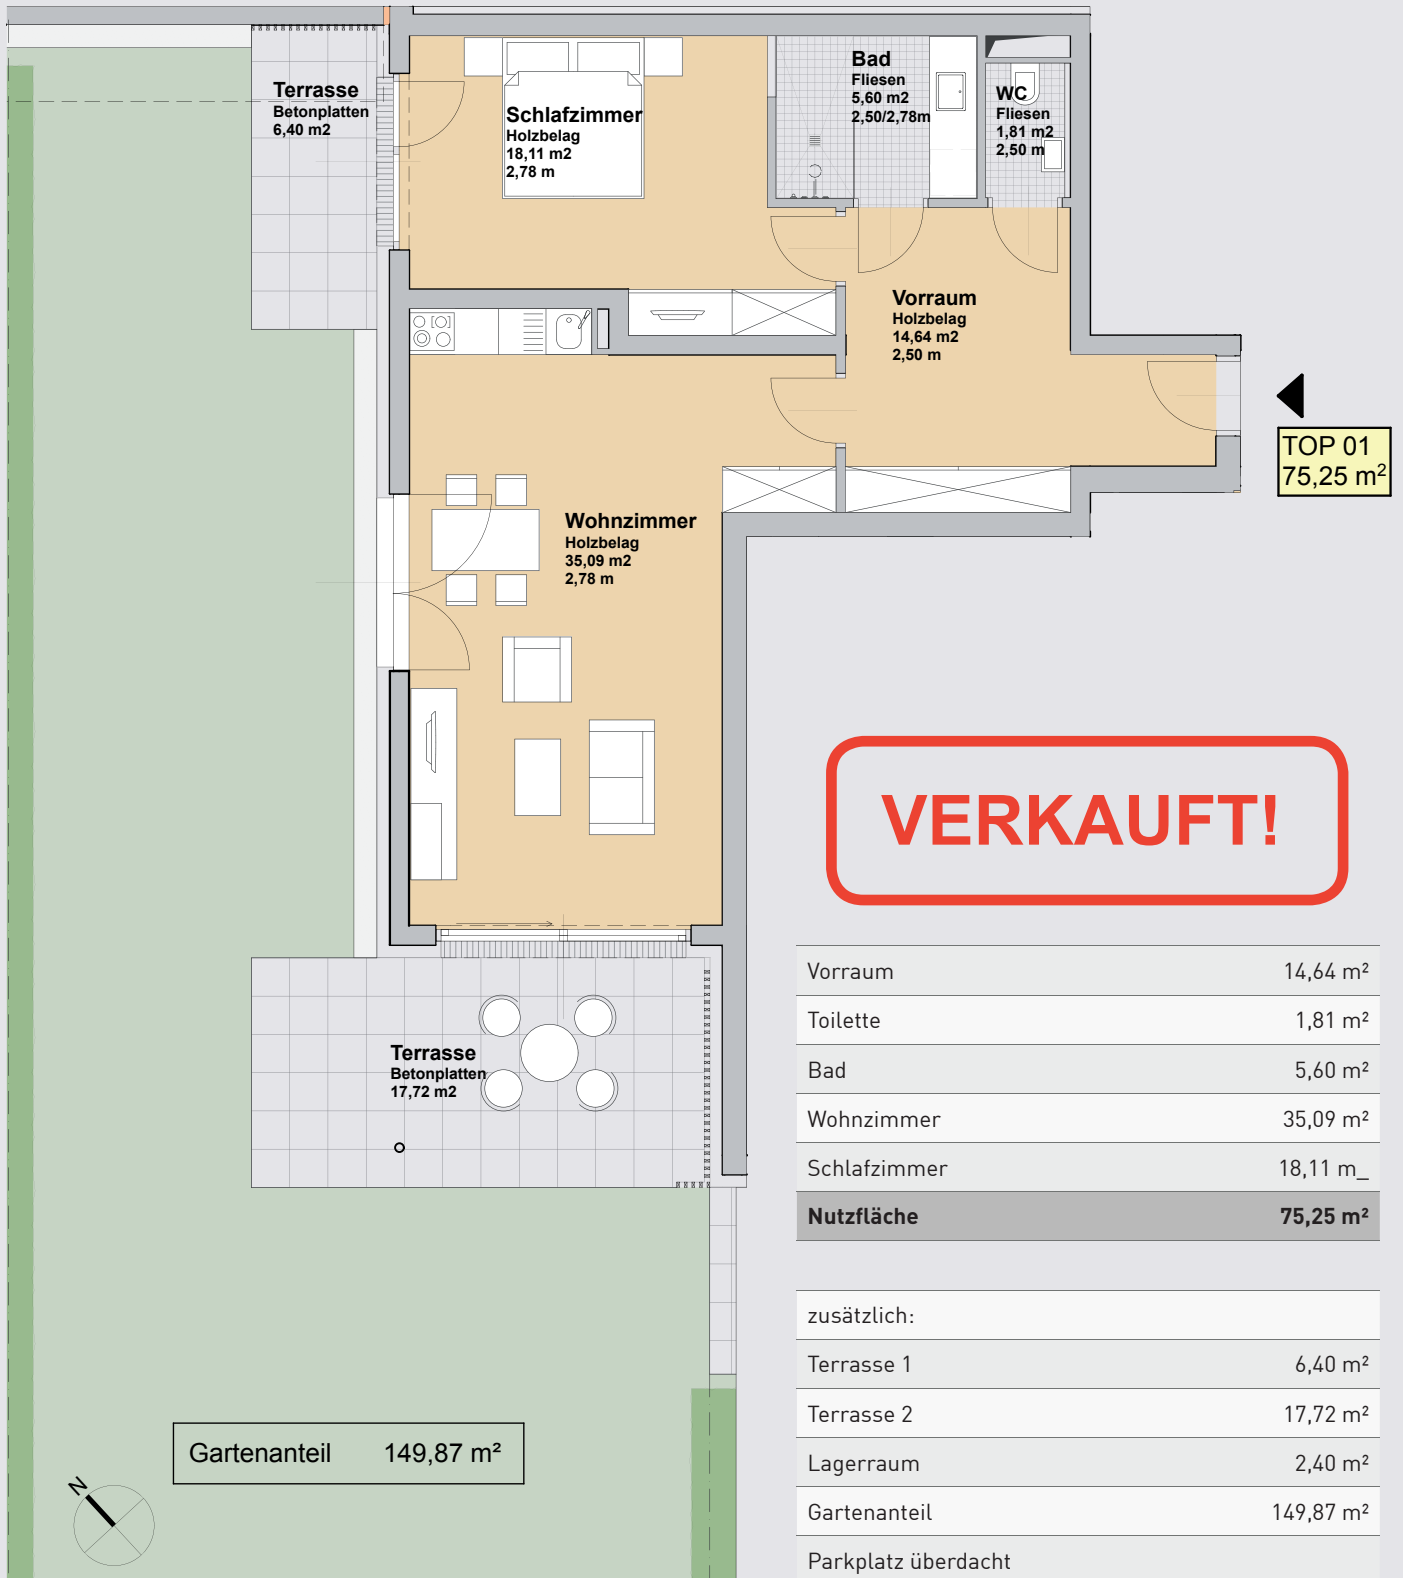 Terrasse
Betonplatten
6,40 m2
Schlafzimmer
Holzbelag
18,11 m2
2,78 m
Bad
Fliesen
5,60 m2
2,50/2,78m
WC
Fliesen
1,81 m2
2,50 m
Vorraum
Holzbelag
14,64 m2
2,50 m
TOP 01
75,25 m²
Wohnzimmer
Holzbelag
35,09 m2
2,78 m
VERKAUFT!
Terrasse
Betonplatten
17,72 m2
Vorraum 14,64 m²
Toilette 1,81 m²
Bad 5,60 m²
Wohnzimmer 35,09 m²
Schlafzimmer 18,11 m_
Nutzfläche 75,25 m²
zusätzlich:
Terrasse 1 6,40 m²
Terrasse 2 17,72 m²
Lagerraum 2,40 m²
Gartenanteil 149,87 m²
Parkplatz überdacht
Gartenanteil 149,87 m²
N